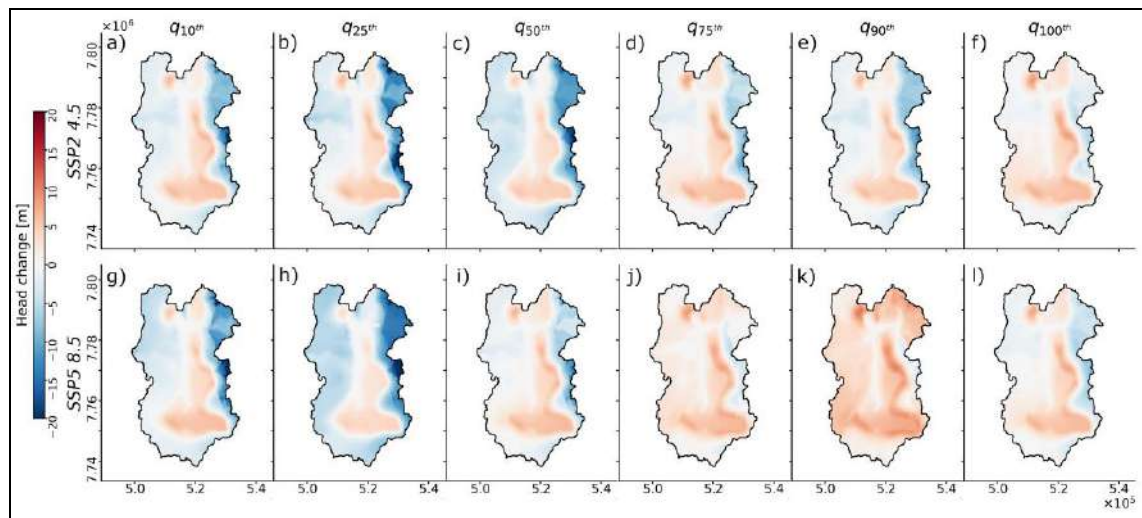 ×10⁶ q₁₀ₜₕ q₂₅ₜₕ q₅₀ₜₕ q₇₅ₜₕ q₉₀ₜₕ q₁₀₀ₜₕ
a) b) c) d) e) f)
7.80
7.78
7.76
7.74
SSP2 4.5
g) h) i) j) k) l)
7.80
7.78
7.76
7.74
SSP5 8.5
Head change [m]
20
15
10
5
0
−5
−10
−15
−20
5.0 5.2 5.4 5.0 5.2 5.4 5.0 5.2 5.4 5.0 5.2 5.4 5.0 5.2 5.4 5.0 5.2 5.4
×10⁵